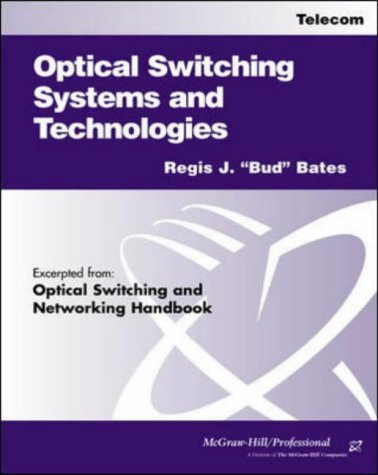 Telecom
Optical Switching
Systems and
Technologies
Regis J. "Bud" Bates
Excerpted from:
Optical Switching and
Networking Handbook
McGraw-Hill/Professional
A Division of The McGraw-Hill Companies